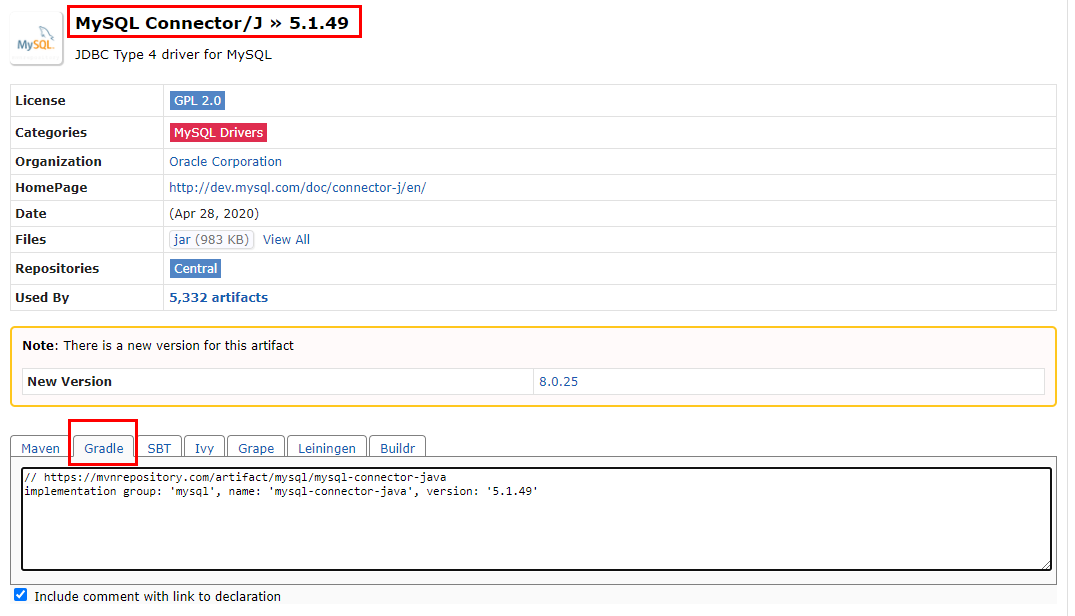 MySQL
MySQL Connector/J » 5.1.49
JDBC Type 4 driver for MySQL
License GPL 2.0
Categories MySQL Drivers
Organization Oracle Corporation
HomePage http://dev.mysql.com/doc/connector-j/en/
Date (Apr 28, 2020)
Files jar (983 KB) View All
Repositories Central
Used By 5,332 artifacts
Note: There is a new version for this artifact
New Version 8.0.25
Maven Gradle SBT Ivy Grape Leiningen Buildr
// https://mvnrepository.com/artifact/mysql/mysql-connector-java
implementation group: 'mysql', name: 'mysql-connector-java', version: '5.1.49'
Include comment with link to declaration